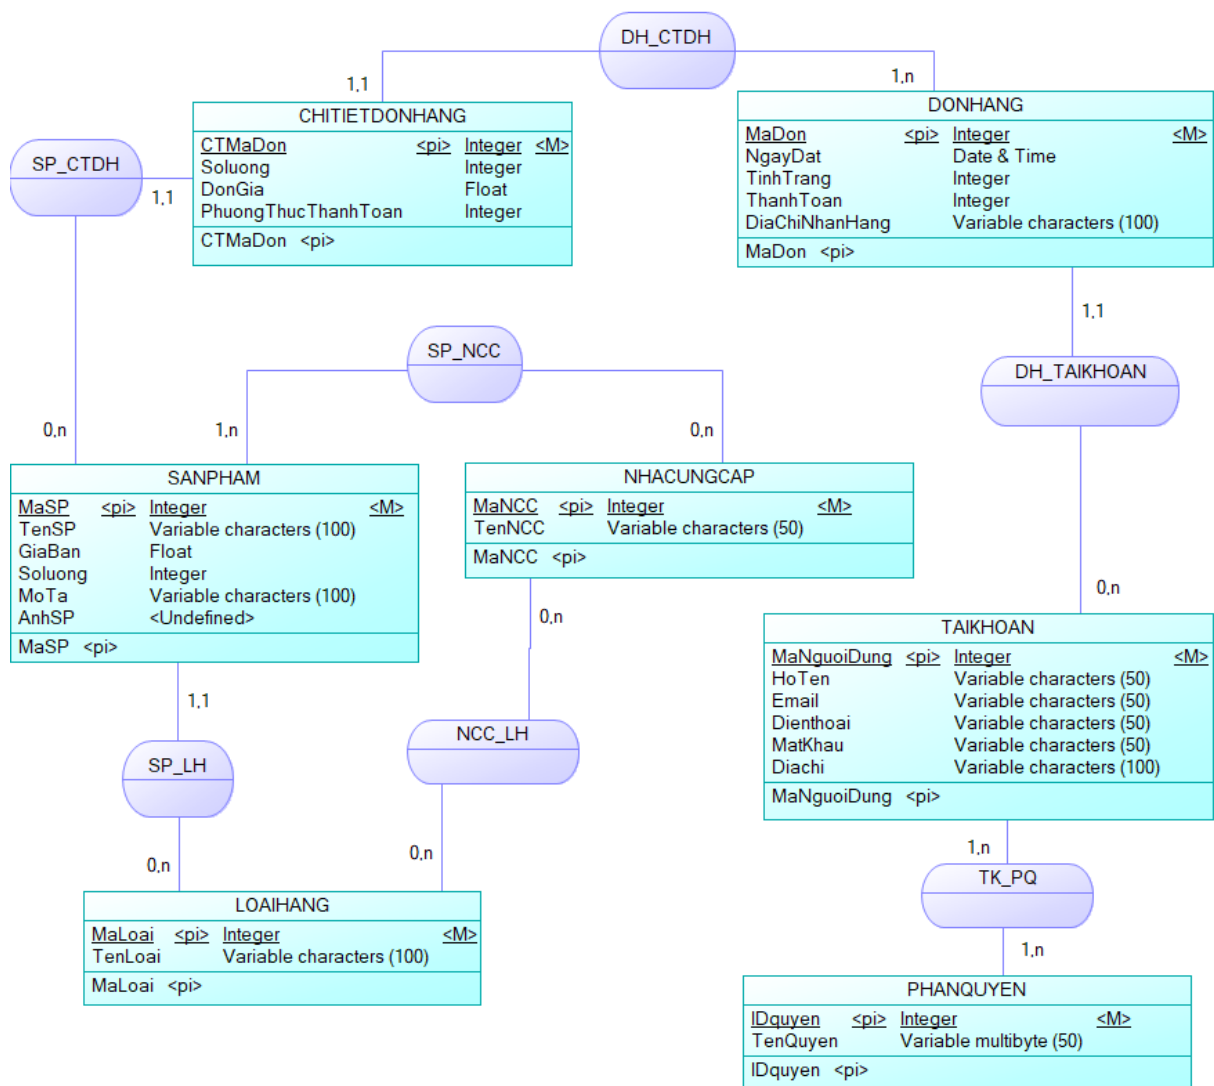 DH_CTDH
1,1
1,n
CHITIETDONHANG
CTMaDon <pi> Integer <M>
Soluong Integer
DonGia Float
PhuongThucThanhToan Integer
CTMaDon <pi>
DONHANG
MaDon <pi> Integer <M>
NgayDat Date & Time
TinhTrang Integer
ThanhToan Integer
DiaChiNhanHang Variable characters (100)
MaDon <pi>
SP_CTDH
1,1
1,1
SP_NCC
DH_TAIKHOAN
0,n
1,n
0,n
SANPHAM
MaSP <pi> Integer <M>
TenSP Variable characters (100)
GiaBan Float
Soluong Integer
MoTa Variable characters (100)
AnhSP <Undefined>
MaSP <pi>
NHACUNGCAP
MaNCC <pi> Integer <M>
TenNCC Variable characters (50)
MaNCC <pi>
0,n
0,n
TAIKHOAN
MaNguoiDung <pi> Integer <M>
HoTen Variable characters (50)
Email Variable characters (50)
Dienthoai Variable characters (50)
MatKhau Variable characters (50)
Diachi Variable characters (100)
MaNguoiDung <pi>
1,1
SP_LH
NCC_LH
0,n
0,n
1,n
TK_PQ
1,n
LOAIHANG
MaLoai <pi> Integer <M>
TenLoai Variable characters (100)
MaLoai <pi>
PHANQUYEN
IDquyen <pi> Integer <M>
TenQuyen Variable multibyte (50)
IDquyen <pi>